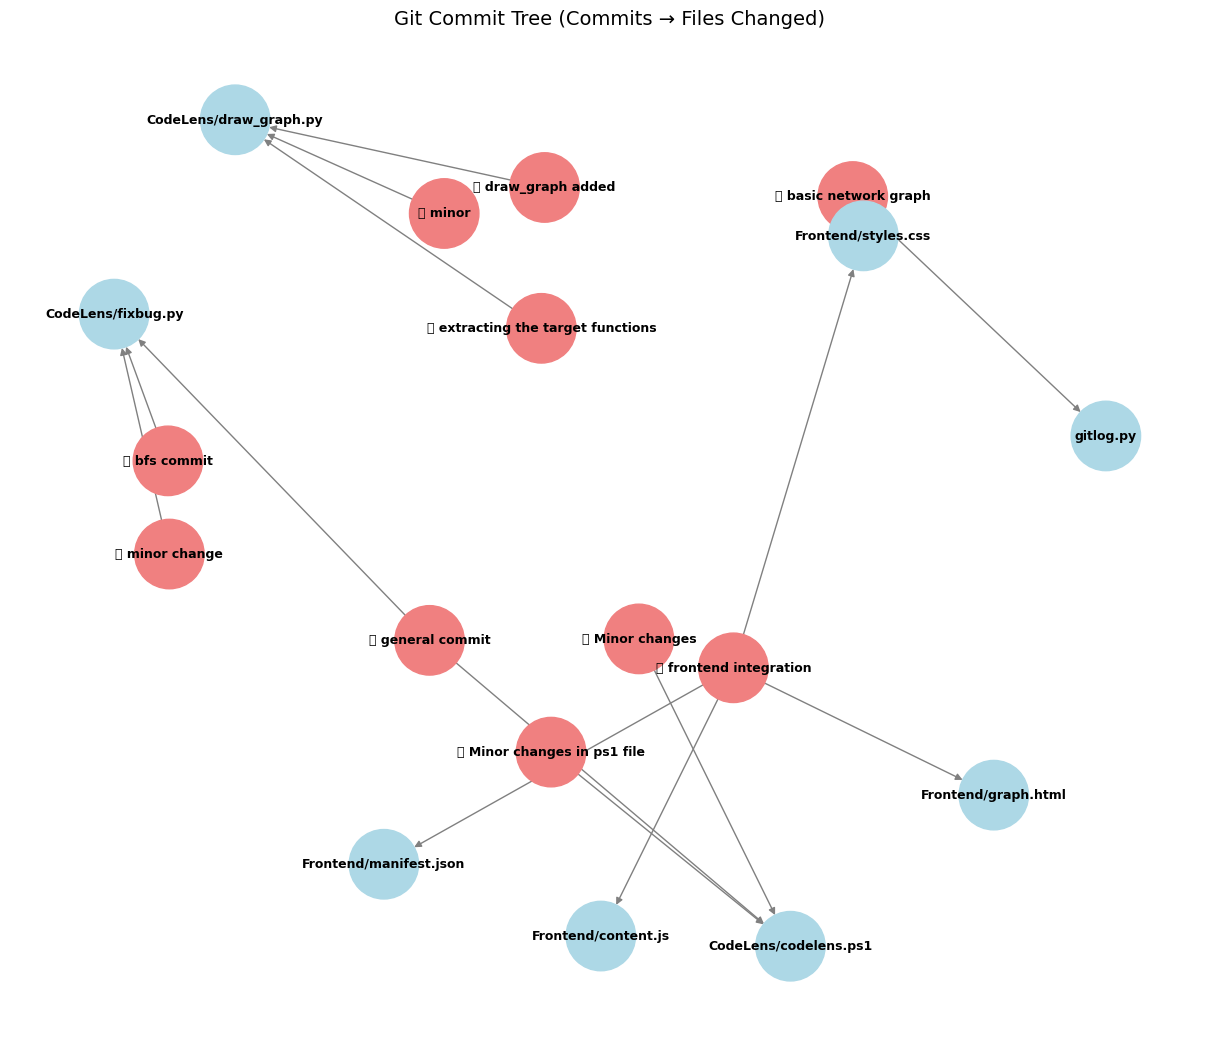 Git Commit Tree (Commits → Files Changed)
CodeLens/draw_graph.py
draw_graph added
basic network graph
minor
Frontend/styles.css
CodeLens/fixbug.py
extracting the target functions
gitlog.py
bfs commit
minor change
general commit
Minor changes
frontend integration
Minor changes in ps1 file
Frontend/graph.html
Frontend/manifest.json
Frontend/content.js
CodeLens/codelens.ps1